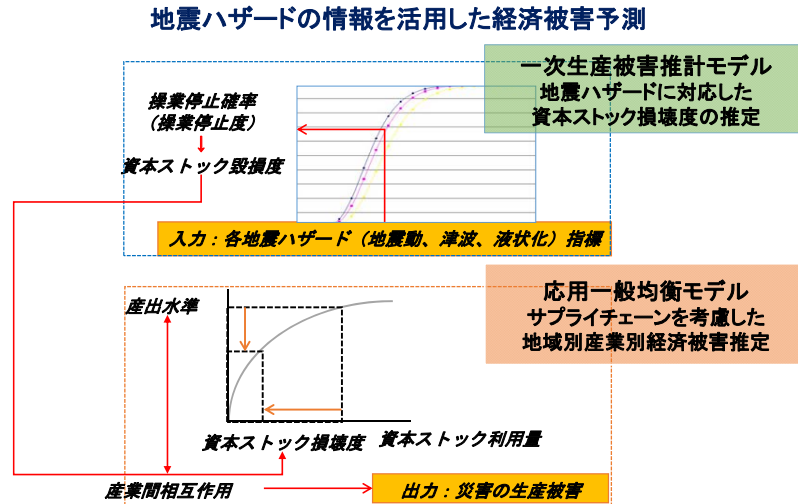 地震ハザードの情報を活用した経済被害予測
一次生産被害推計モデル
地震ハザードに対応した
資本ストック損壊度の推定
操業停止確率
（操業停止度）
資本ストック毀損度
入力：各地震ハザード（地震動、津波、液状化）指標
応用一般均衡モデル
サプライチェーンを考慮した
地域別産業別経済被害推定
産出水準
資本ストック損壊度
資本ストック利用量
産業間相互作用
出力：災害の生産被害